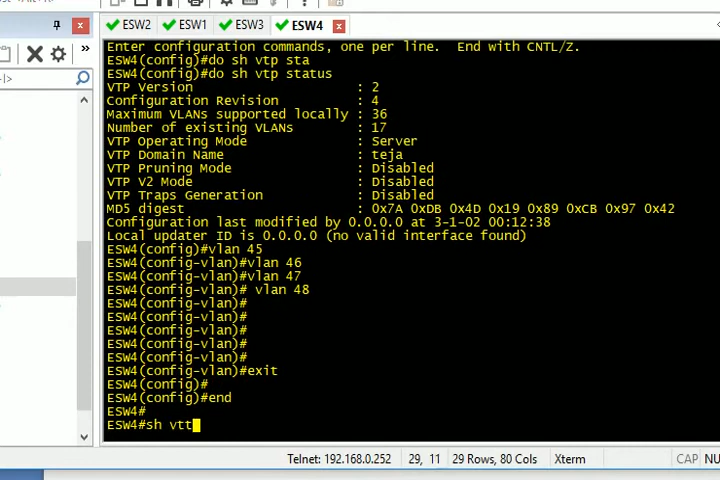 ESW2 ESW1 ESW3 ESW4
Enter configuration commands, one per line.  End with CNTL/Z.
ESW4(config)#do sh vtp sta
ESW4(config)#do sh vtp status
VTP Version : 2
Configuration Revision : 4
Maximum VLANs supported locally : 36
Number of existing VLANs : 17
VTP Operating Mode : Server
VTP Domain Name : teja
VTP Pruning Mode : Disabled
VTP V2 Mode : Disabled
VTP Traps Generation : Disabled
MD5 digest : 0x7A 0xDB 0x4D 0x19 0x89 0xCB 0x97 0x42
Configuration last modified by 0.0.0.0 at 3-1-02 00:12:38
Local updater ID is 0.0.0.0 (no valid interface found)
ESW4(config)#vlan 45
ESW4(config-vlan)#vlan 46
ESW4(config-vlan)#vlan 47
ESW4(config-vlan)# vlan 48
ESW4(config-vlan)#
ESW4(config-vlan)#
ESW4(config-vlan)#
ESW4(config-vlan)#
ESW4(config-vlan)#
ESW4(config-vlan)#exit
ESW4(config)#
ESW4(config)#end
ESW4#
ESW4#sh vtt
Telnet: 192.168.0.252 29, 11 29 Rows, 80 Cols Xterm CAP NU